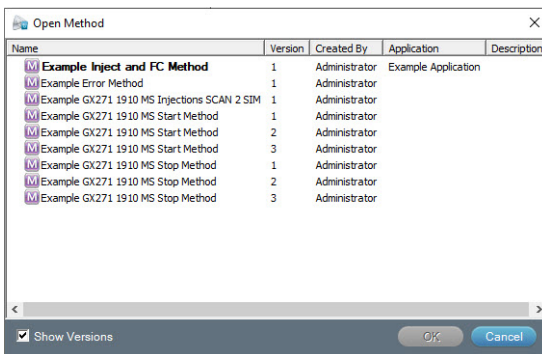 Open Method
Name Version Created By Application Description
M Example Inject and FC Method 1 Administrator Example Application
M Example Error Method 1 Administrator
M Example GX271 1910 MS Injections SCAN 2 SIM 1 Administrator
M Example GX271 1910 MS Start Method 1 Administrator
M Example GX271 1910 MS Start Method 2 Administrator
M Example GX271 1910 MS Start Method 3 Administrator
M Example GX271 1910 MS Stop Method 1 Administrator
M Example GX271 1910 MS Stop Method 2 Administrator
M Example GX271 1910 MS Stop Method 3 Administrator
Show Versions OK Cancel